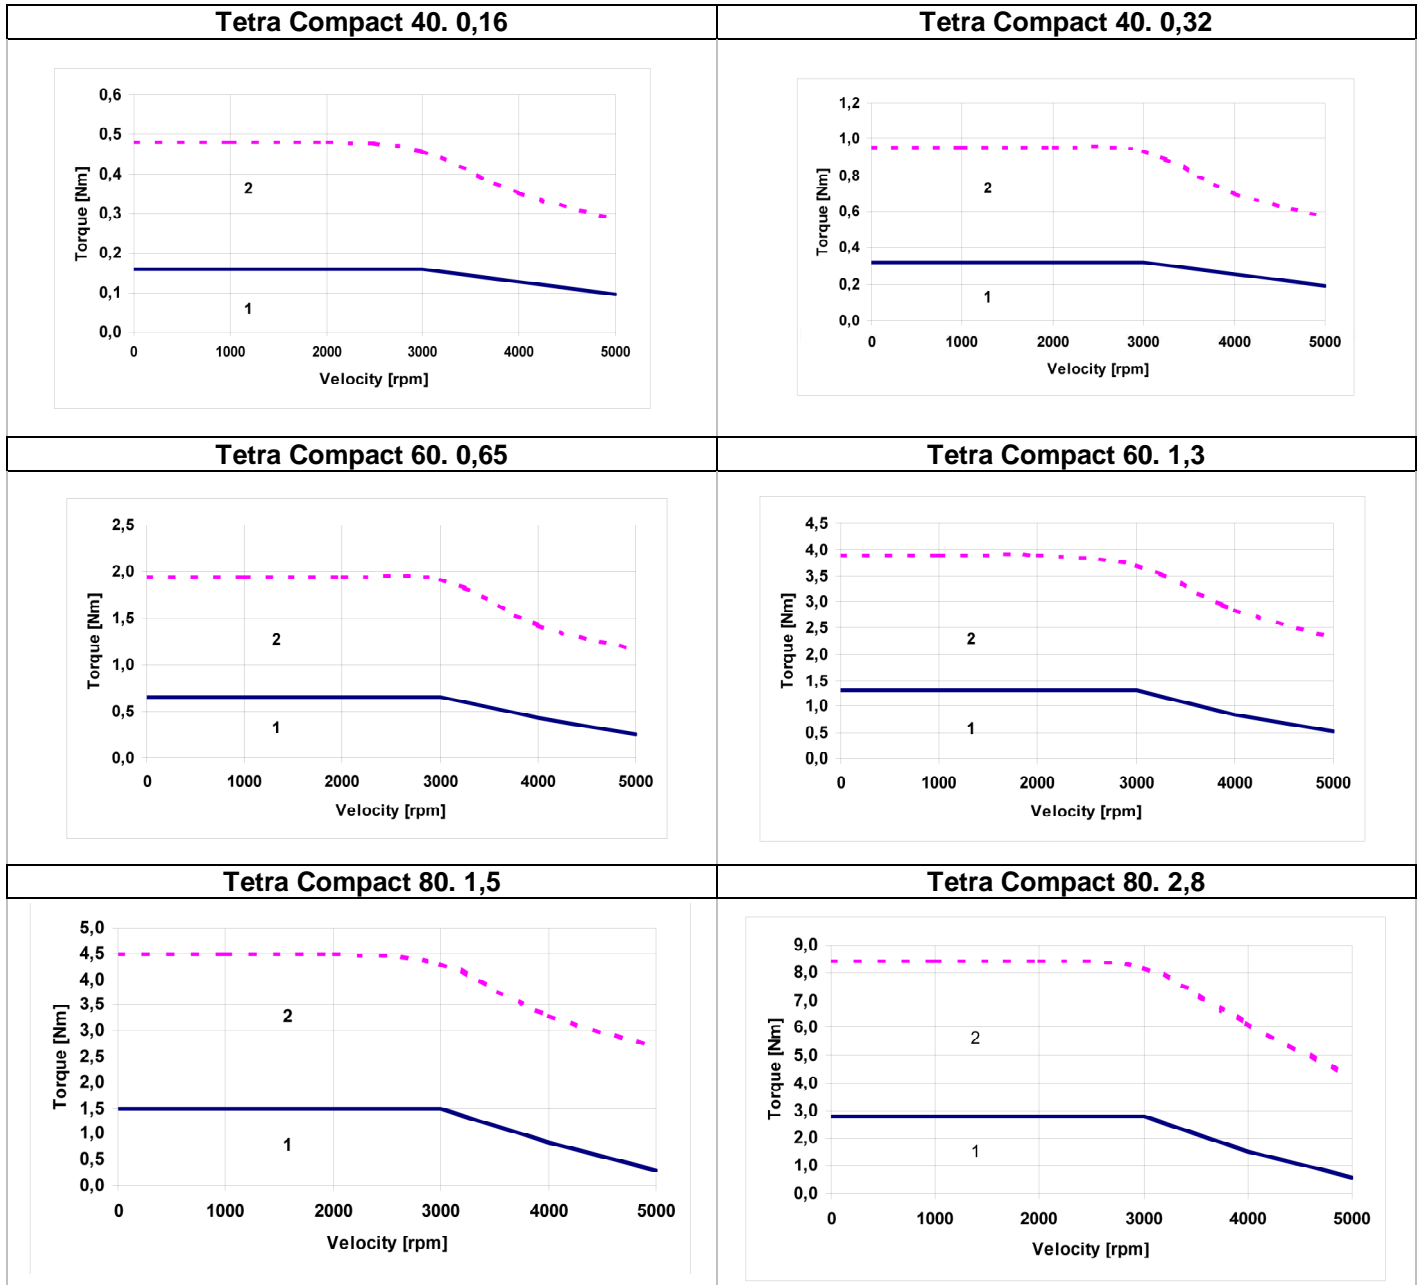 Tetra Compact 40. 0,16
0,6
0,5
0,4
0,3
0,2
0,1
0,0
Torque [Nm]
2
1
0 1000 2000 3000 4000 5000
Velocity [rpm]
Tetra Compact 40. 0,32
1,2
1,0
0,8
0,6
0,4
0,2
0,0
Torque [Nm]
2
1
0 1000 2000 3000 4000 5000
Velocity [rpm]
Tetra Compact 60. 0,65
2,5
2,0
1,5
1,0
0,5
0,0
Torque [Nm]
2
1
0 1000 2000 3000 4000 5000
Velocity [rpm]
Tetra Compact 60. 1,3
4,5
4,0
3,5
3,0
2,5
2,0
1,5
1,0
0,5
0,0
Torque [Nm]
2
1
0 1000 2000 3000 4000 5000
Velocity [rpm]
Tetra Compact 80. 1,5
5,0
4,5
4,0
3,5
3,0
2,5
2,0
1,5
1,0
0,5
0,0
Torque [Nm]
2
1
0 1000 2000 3000 4000 5000
Velocity [rpm]
Tetra Compact 80. 2,8
9,0
8,0
7,0
6,0
5,0
4,0
3,0
2,0
1,0
0,0
Torque [Nm]
2
1
0 1000 2000 3000 4000 5000
Velocity [rpm]